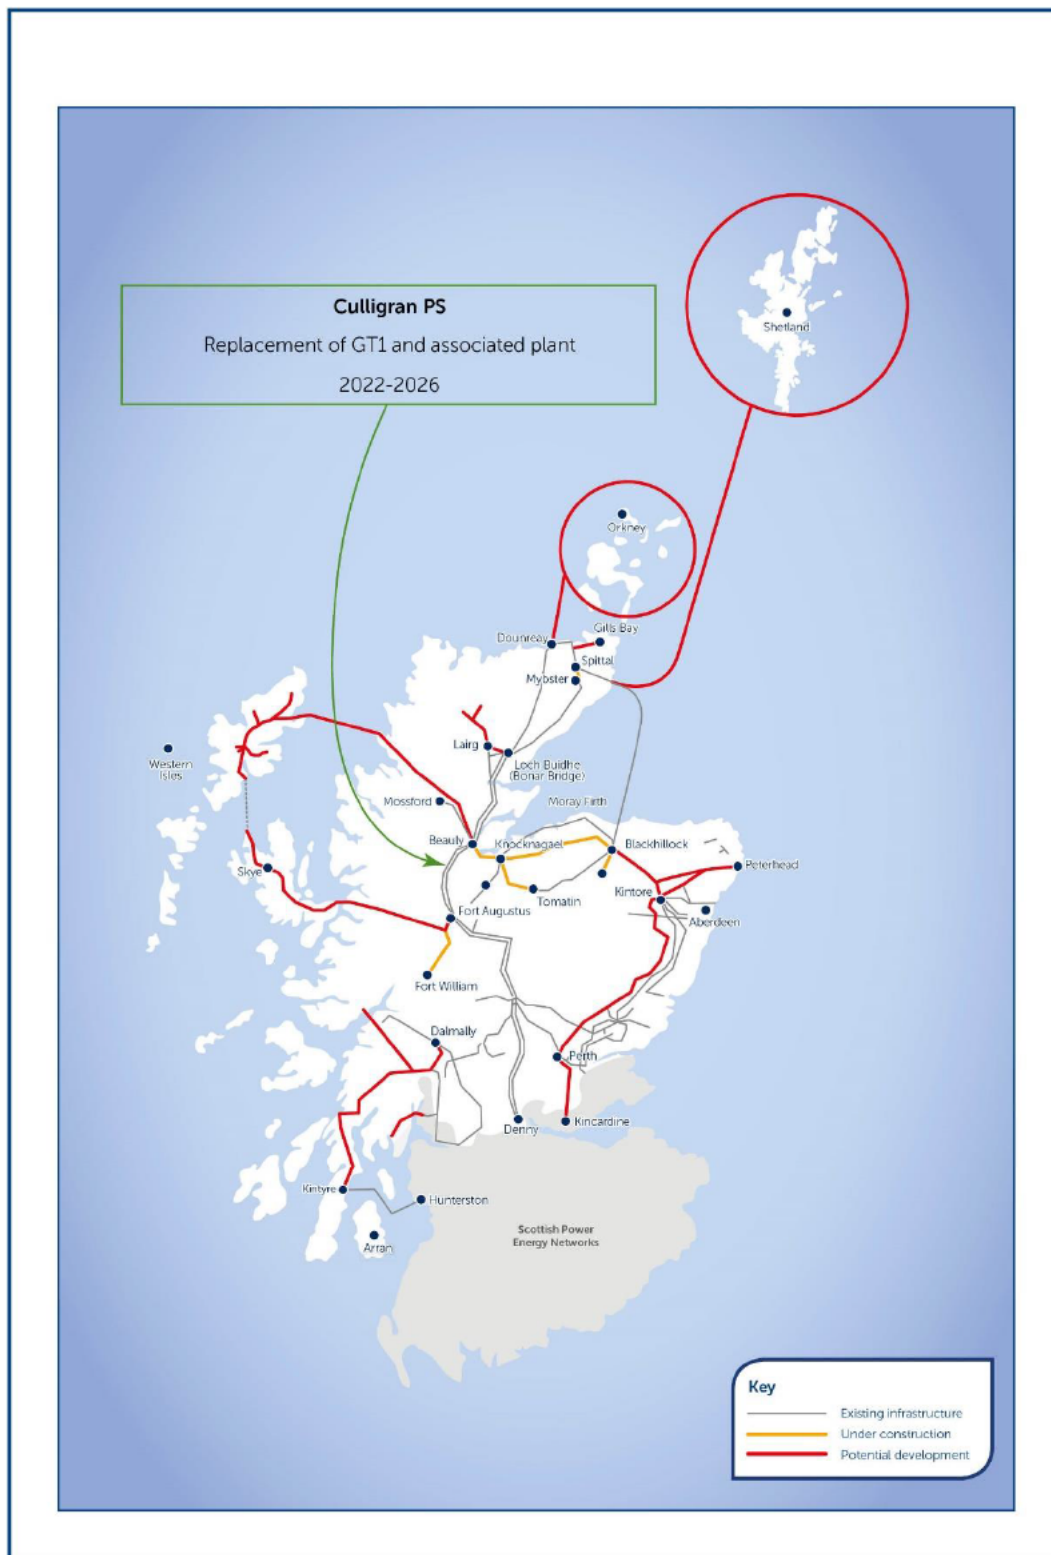 Culligran PS
Replacement of GT1 and associated plant
2022-2026
Shetland
Orkney
Gills Bay
Dounreay
Spittal
Mybster
Lairg
Loch Buidhe
(Bonar Bridge)
Western
Isles
Mossford
Moray Firth
Beauly
Knocknagael
Blackhillock
Peterhead
Skye
Kintore
Tomatin
Fort Augustus
Aberdeen
Fort William
Dalmally
Perth
Denny
Kincardine
Kintyre
Hunterston
Scottish Power
Energy Networks
Arran
Key
Existing infrastructure
Under construction
Potential development